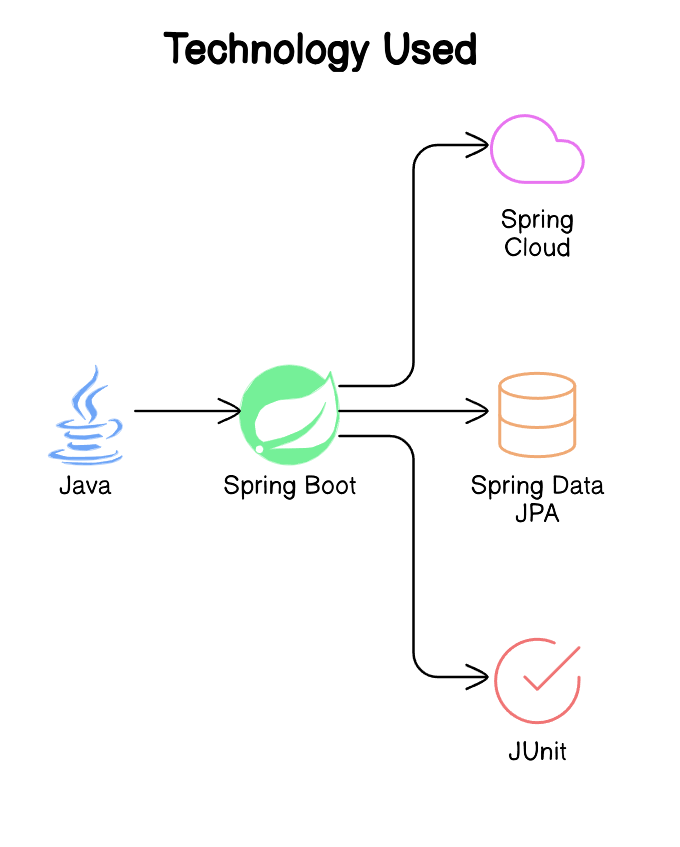 Technology Used
Spring
Cloud
Java
Spring Boot
Spring Data
JPA
JUnit